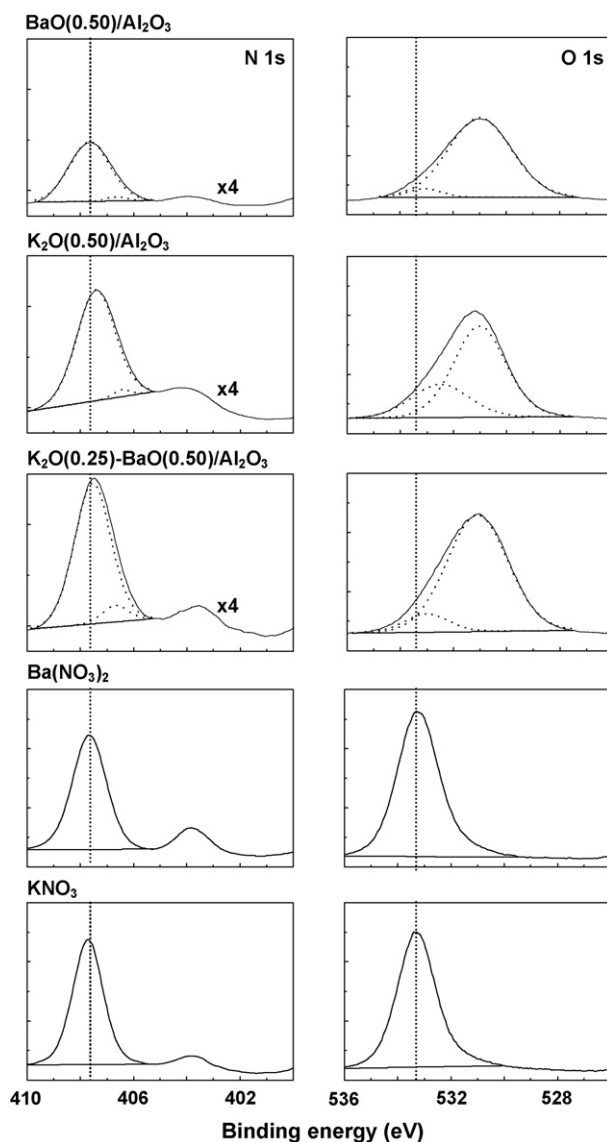 BaO(0.50)/Al₂O₃
N 1s
O 1s
x4
K₂O(0.50)/Al₂O₃
x4
K₂O(0.25)-BaO(0.50)/Al₂O₃
x4
Ba(NO₃)₂
KNO₃
410 406 402 536 532 528
Binding energy (eV)